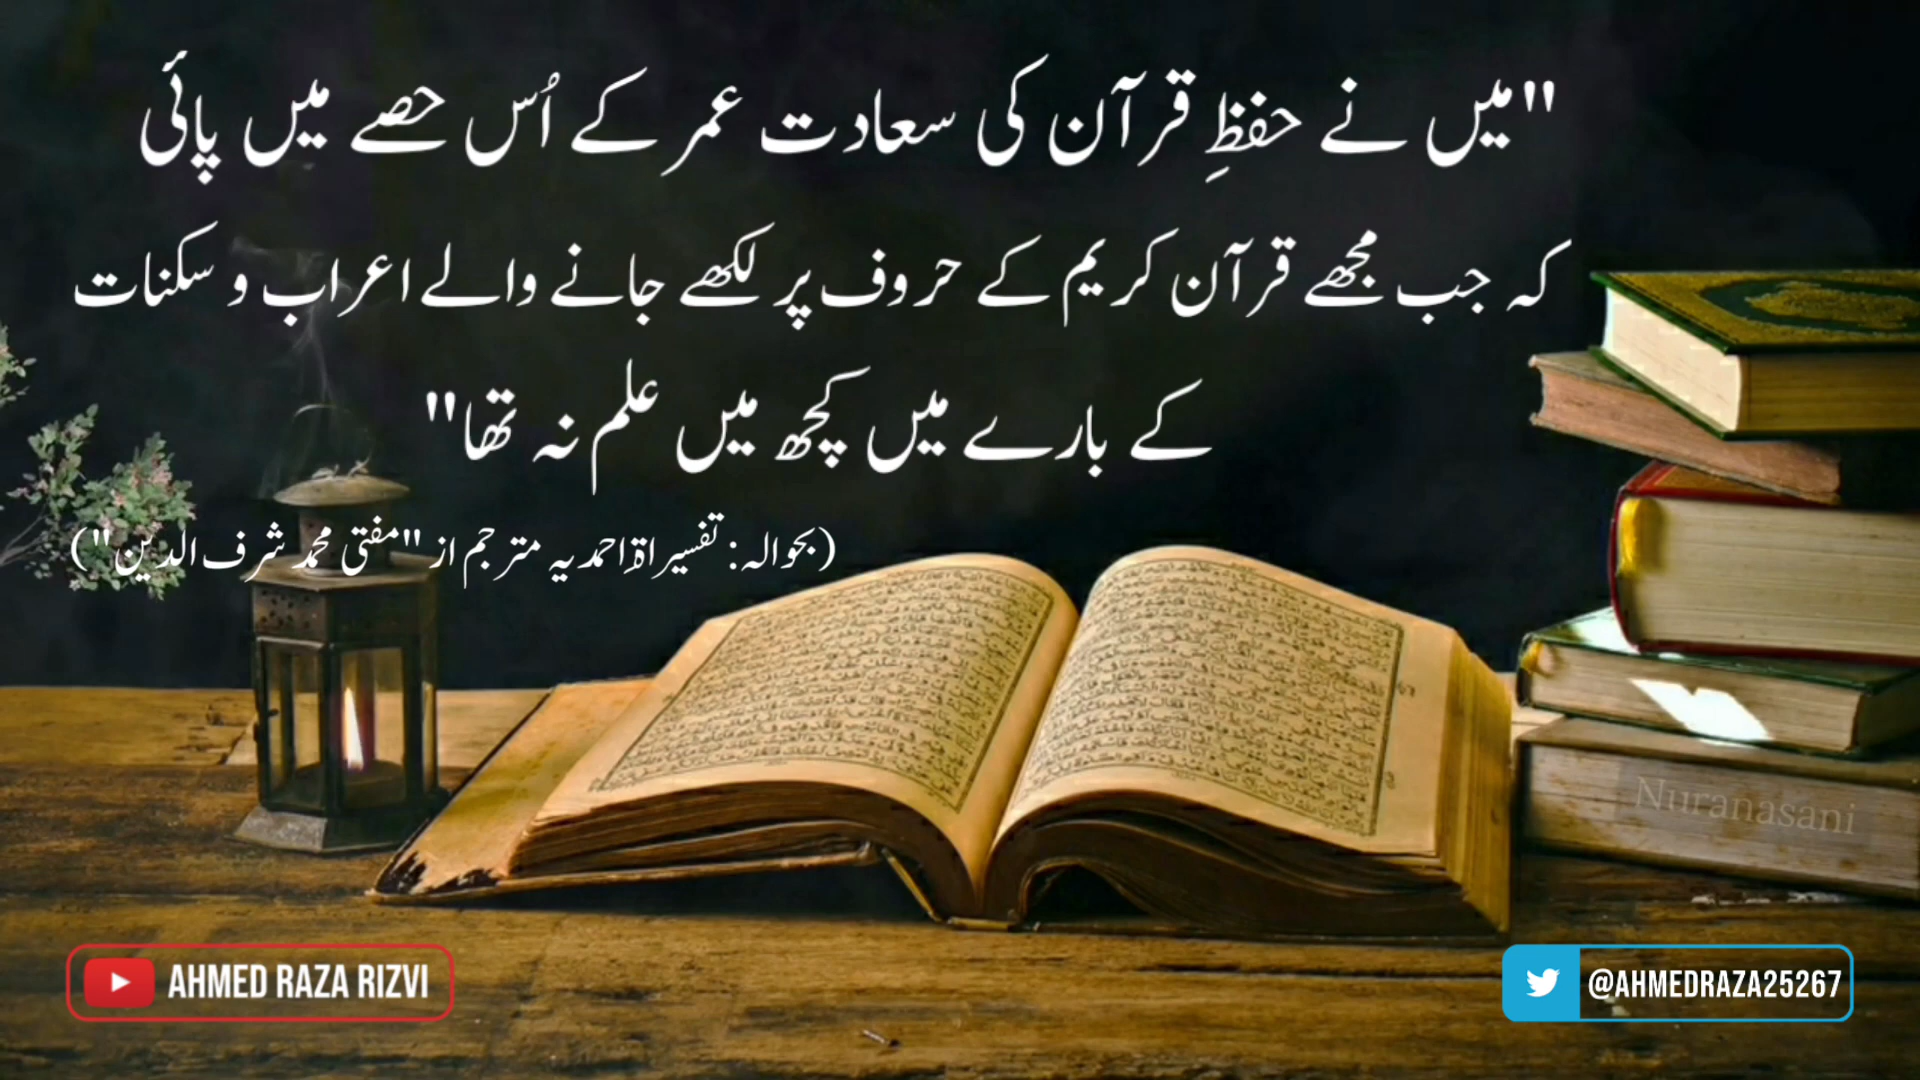 "میں نے حفظِ قرآن کی سعادت عمر کے اُس حصے میں پائی
کہ جب مجھے قرآن کریم کے حروف پر لکھے جانے والے اعراب و سکنات
کے بارے میں کچھ میں علم نہ تھا"
(بحوالہ: تفسیراۃِاحمدیہ مترجم از "مفتی محمد شرف الدین")
Nuranasani
AHMED RAZA RIZVI
@AHMEDRAZA25267